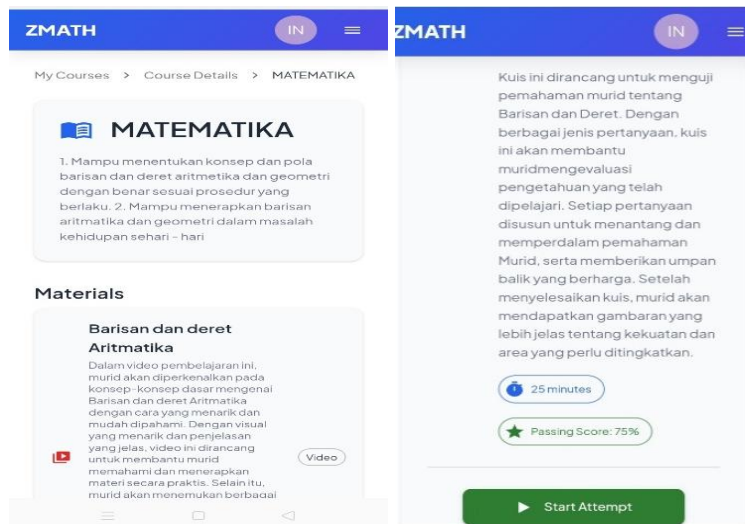 ZMATH
IN
My Courses > Course Details > MATEMATIKA
MATEMATIKA
1. Mampu menentukan konsep dan pola
barisan dan deret aritmetika dan geometri
dengan benar sesuai prosedur yang
berlaku. 2. Mampu menerapkan barisan
aritmatika dan geometri dalam masalah
kehidupan sehari - hari
Materials
Barisan dan deret
Aritmatika
Dalam video pembelajaran ini,
murid akan diperkenalkan pada
konsep-konsep dasar mengenai
Barisan dan deret Aritmatika
dengan cara yang menarik dan
mudah dipahami. Dengan visual
yang menarik dan penjelasan
yang jelas, video ini dirancang
untuk membantu murid
memahami dan menerapkan
materi secara praktis. Selain itu,
murid akan menemukan berbagai
Video
ZMATH
IN
Kuis ini dirancang untuk menguji
pemahaman murid tentang
Barisan dan Deret. Dengan
berbagai jenis pertanyaan, kuis
ini akan membantu
muridmengevaluasi
pengetahuan yang telah
dipelajari. Setiap pertanyaan
disusun untuk menantang dan
memperdalam pemahaman
Murid, serta memberikan umpan
balik yang berharga. Setelah
menyelesaikan kuis, murid akan
mendapatkan gambaran yang
lebih jelas tentang kekuatan dan
area yang perlu ditingkatkan.
25 minutes
Passing Score: 75%
Start Attempt